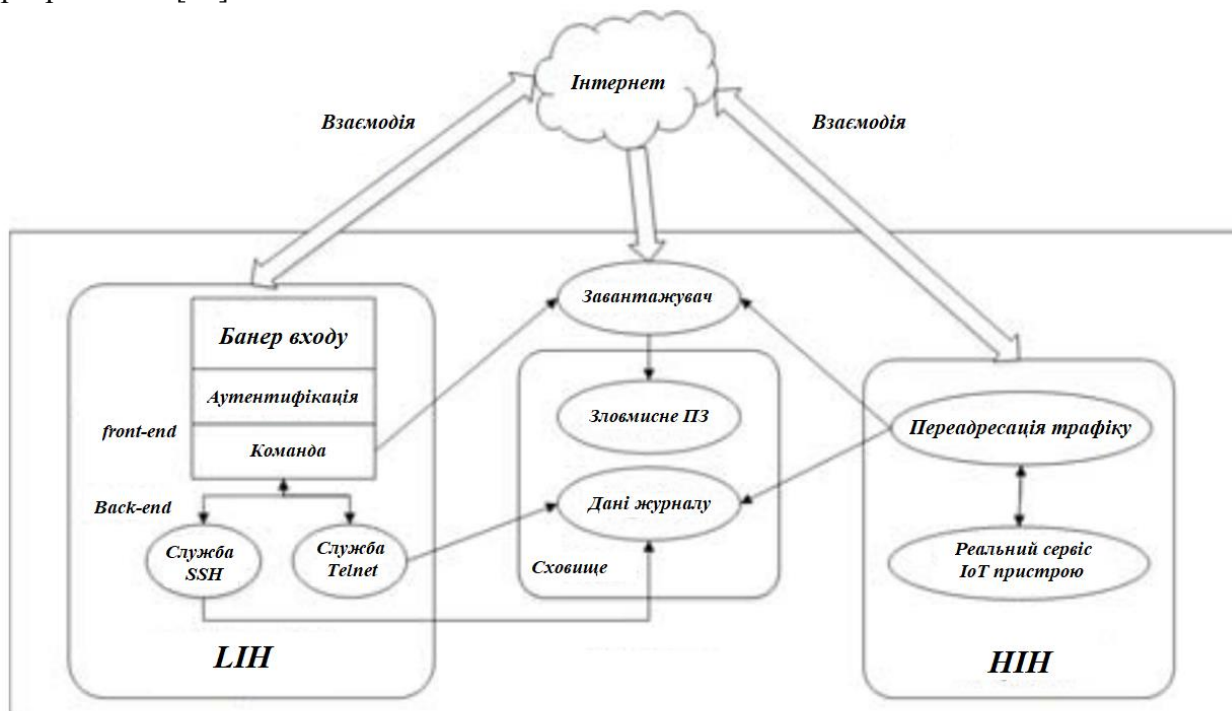 Інтернет
Взаємодія
Взаємодія
Завантажувач
Банер входу
Аутентифікація
Команда
front-end
Back-end
Служба
SSH
Служба
Telnet
LIH
Зловмисне ПЗ
Дані журналу
Сховище
Переадресація трафіку
Реальний сервіс
IoT пристрою
HIH